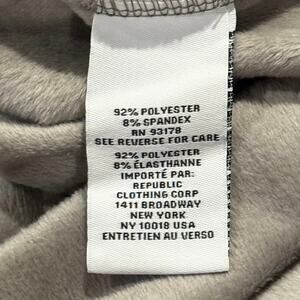 92% POLYESTER
8% SPANDEX
RN 93178
SEE REVERSE FOR CARE
92% POLYESTER
8% ÉLASTHANNE
IMPORTÉ PAR:
REPUBLIC
CLOTHING CORP
1411 BROADWAY
NEW YORK
NY 10018 USA
ENTRETIEN AU VERSO